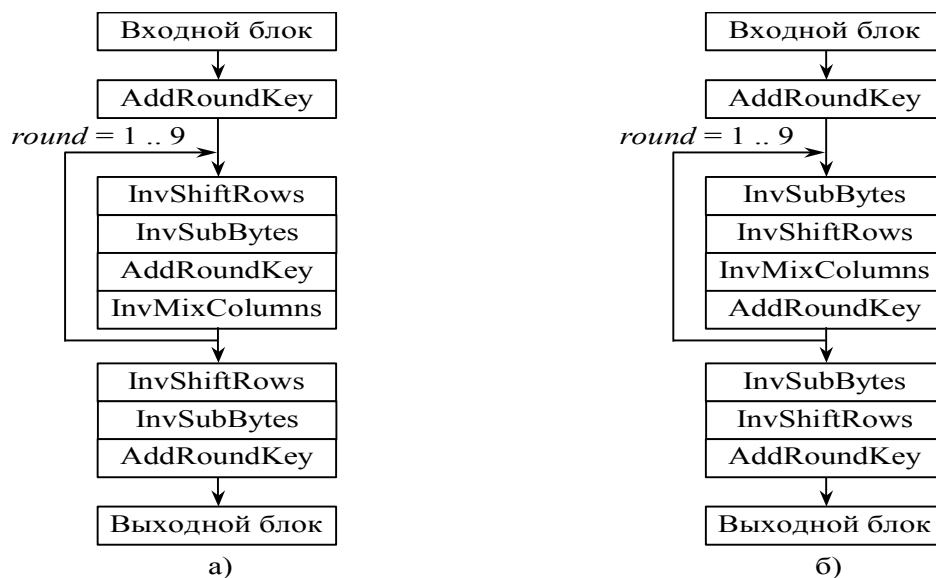 Входной блок
AddRoundKey
round = 1 .. 9
InvShiftRows
InvSubBytes
AddRoundKey
InvMixColumns
InvShiftRows
InvSubBytes
AddRoundKey
Выходной блок
а)
Входной блок
AddRoundKey
round = 1 .. 9
InvSubBytes
InvShiftRows
InvMixColumns
AddRoundKey
InvSubBytes
InvShiftRows
AddRoundKey
Выходной блок
б)